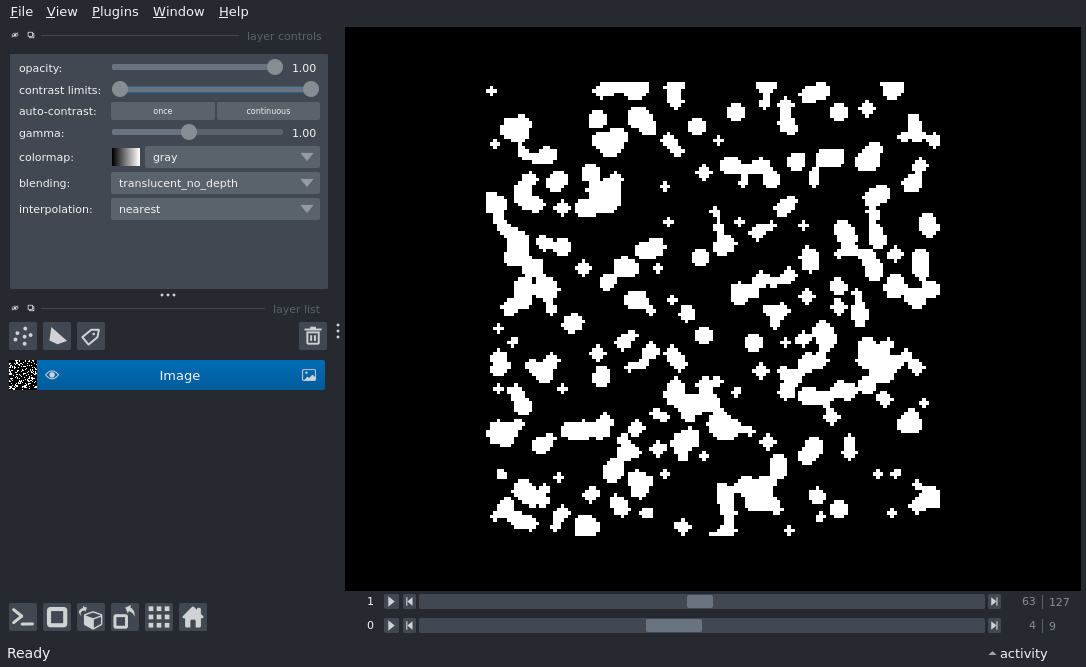 File View Plugins Window Help
layer controls
opacity: 1.00
contrast limits:
auto-contrast: once continuous
gamma: 1.00
colormap: gray
blending: translucent_no_depth
interpolation: nearest
layer list
Image
1 63 127
0 4 9
Ready activity